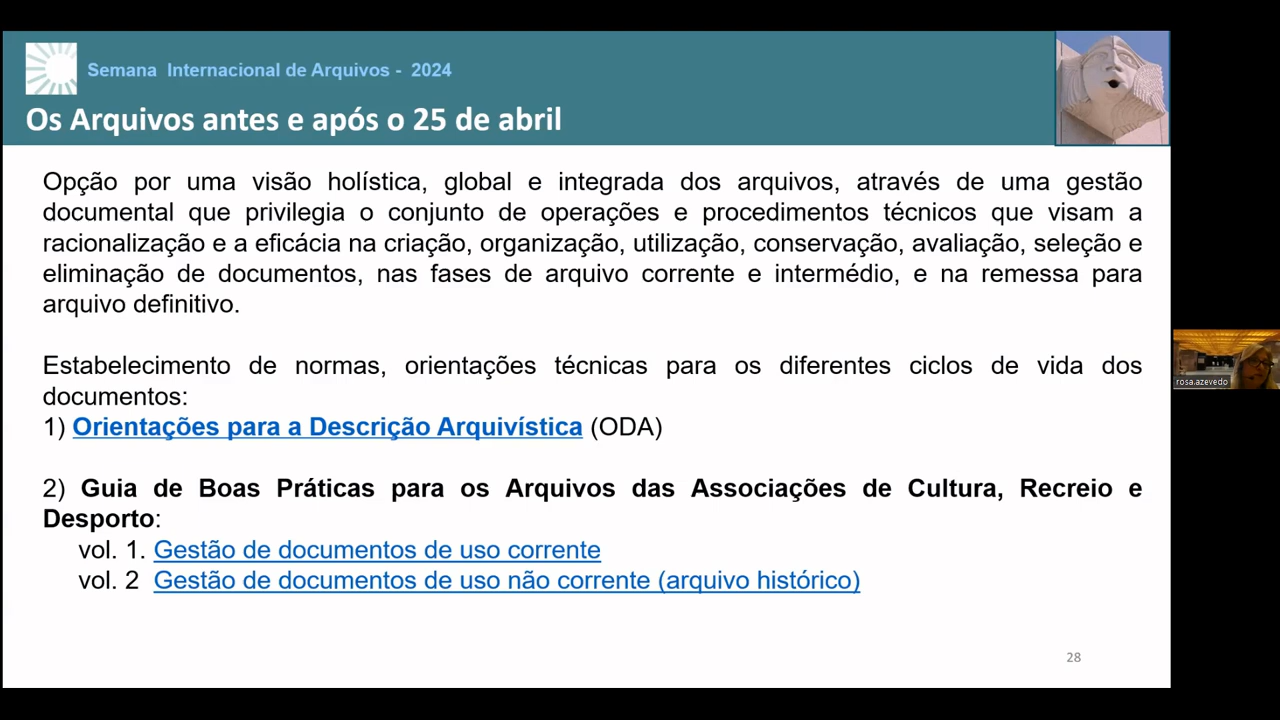 Semana Internacional de Arquivos - 2024
Os Arquivos antes e após o 25 de abril
Opção por uma visão holística, global e integrada dos arquivos, através de uma gestão
documental que privilegia o conjunto de operações e procedimentos técnicos que visam a
racionalização e a eficácia na criação, organização, utilização, conservação, avaliação, seleção e
eliminação de documentos, nas fases de arquivo corrente e intermédio, e na remessa para
arquivo definitivo.
Estabelecimento de normas, orientações técnicas para os diferentes ciclos de vida dos
documentos:
1) Orientações para a Descrição Arquivística (ODA)
2) Guia de Boas Práticas para os Arquivos das Associações de Cultura, Recreio e
Desporto:
vol. 1. Gestão de documentos de uso corrente
vol. 2 Gestão de documentos de uso não corrente (arquivo histórico)
28
rosa.azevedo